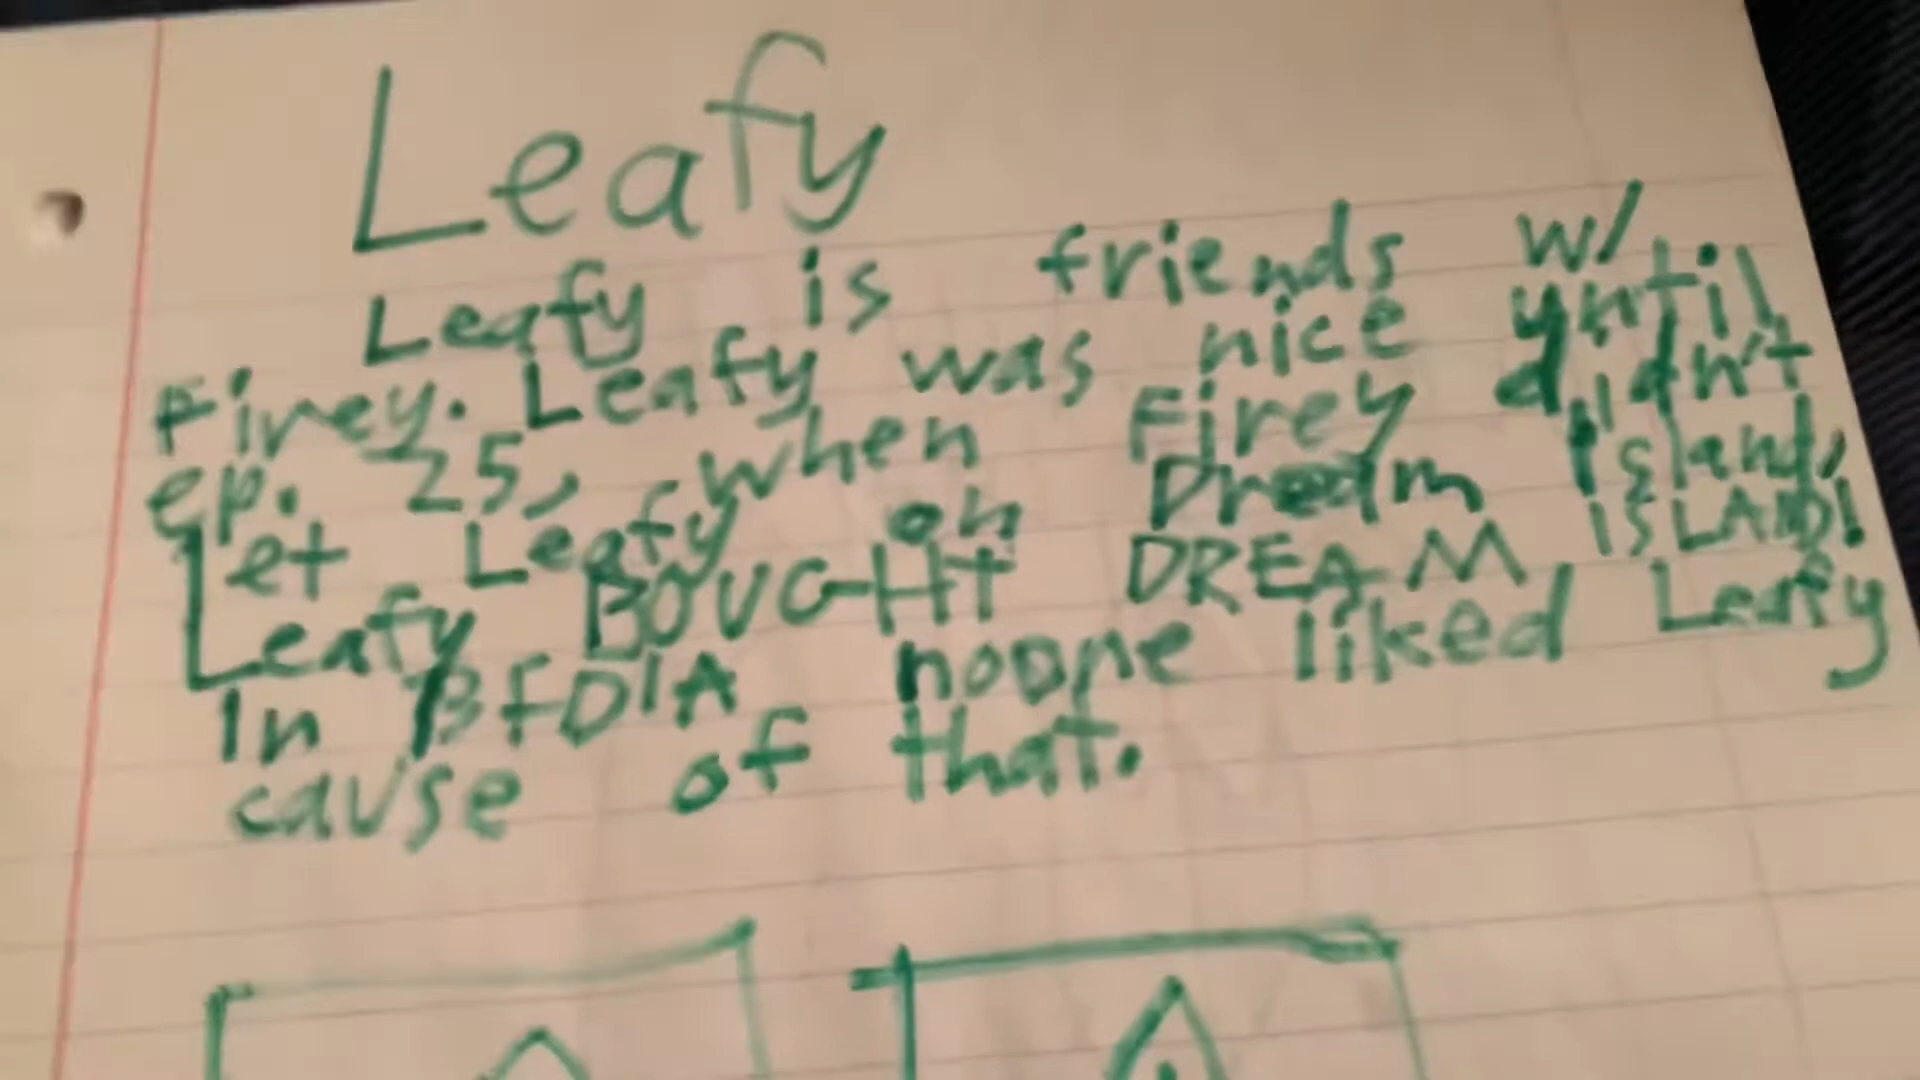 Leafy
Leafy is friends w/
Firey. Leafy was nice until
ep. 25, when Firey didn't
let Leafy on Dream Island,
Leafy BOUGHT DREAM ISLAND!
In BFDIA noone liked Leafy
cause of that.